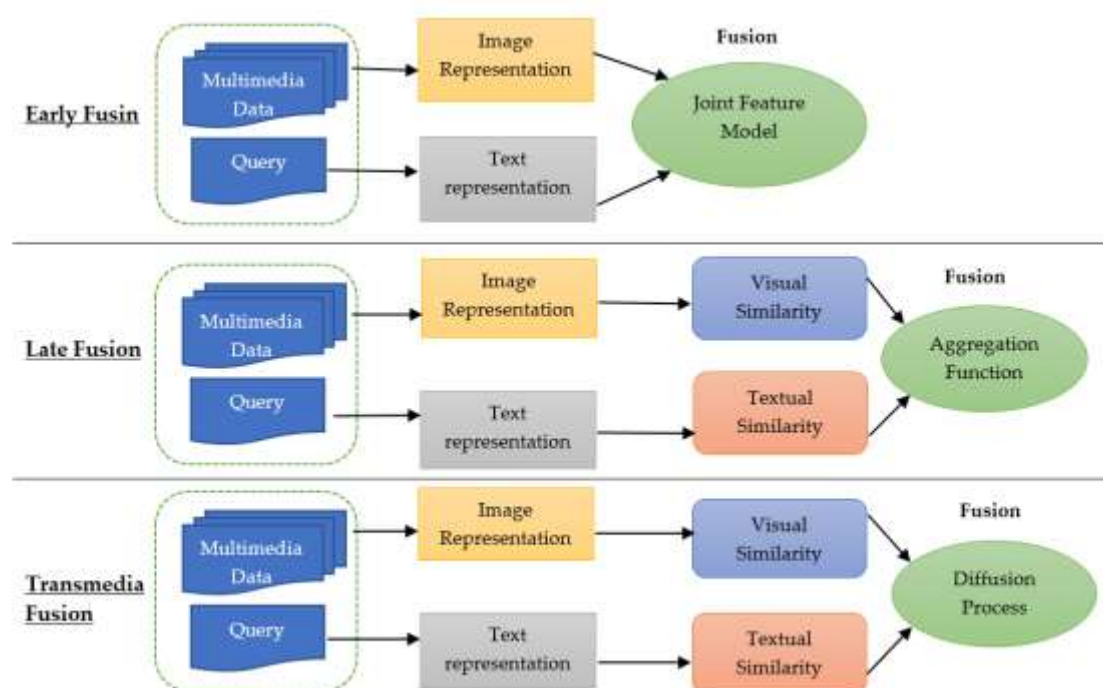 Early Fusin
Multimedia
Data
Query
Image
Representation
Text
representation
Fusion
Joint Feature
Model
Late Fusion
Multimedia
Data
Query
Image
Representation
Text
representation
Visual
Similarity
Textual
Similarity
Fusion
Aggregation
Function
Transmedia
Fusion
Multimedia
Data
Query
Image
Representation
Text
representation
Visual
Similarity
Textual
Similarity
Fusion
Diffusion
Process